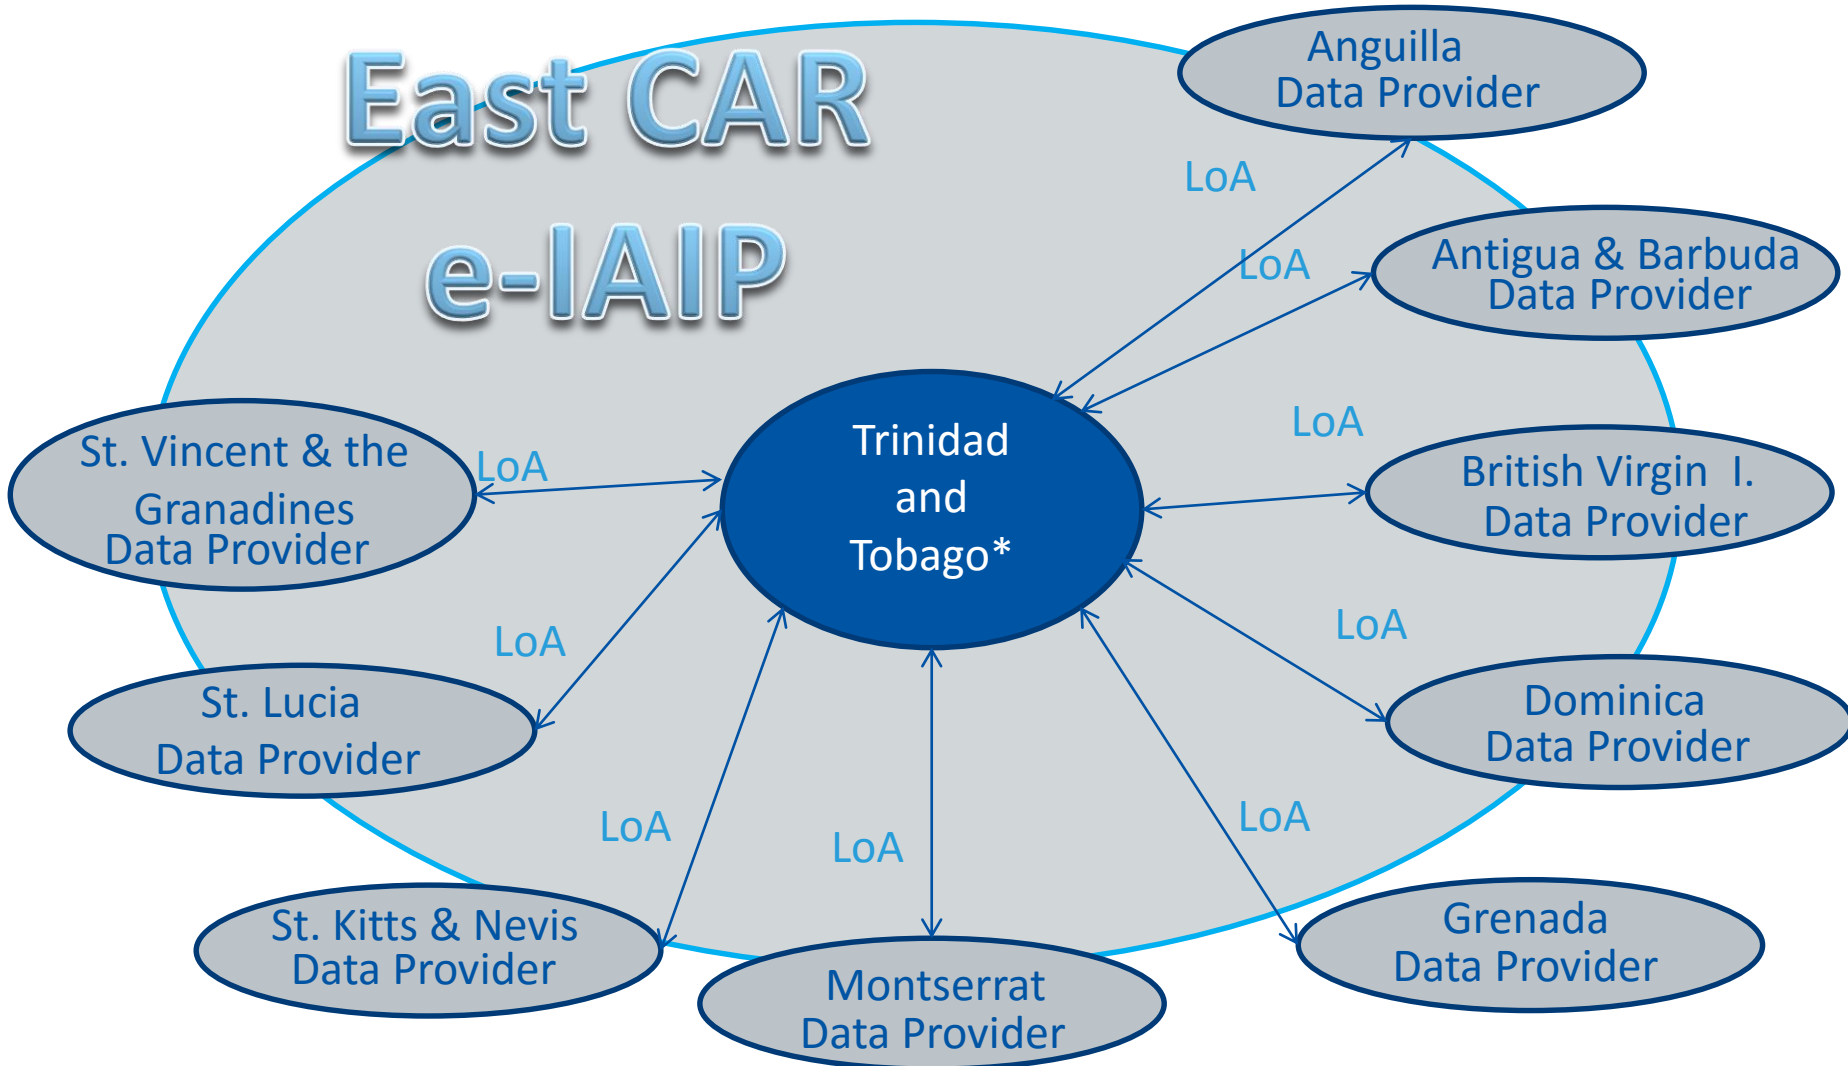 East CAR
e-IAIP
Anguilla
Data Provider
LoA
Antigua & Barbuda
Data Provider
LoA
British Virgin  I.
Data Provider
LoA
Dominica
Data Provider
LoA
Grenada
Data Provider
LoA
Montserrat
Data Provider
LoA
St. Kitts & Nevis
Data Provider
LoA
St. Lucia
Data Provider
LoA
St. Vincent & the
Granadines
Data Provider
LoA
Trinidad
and
Tobago*